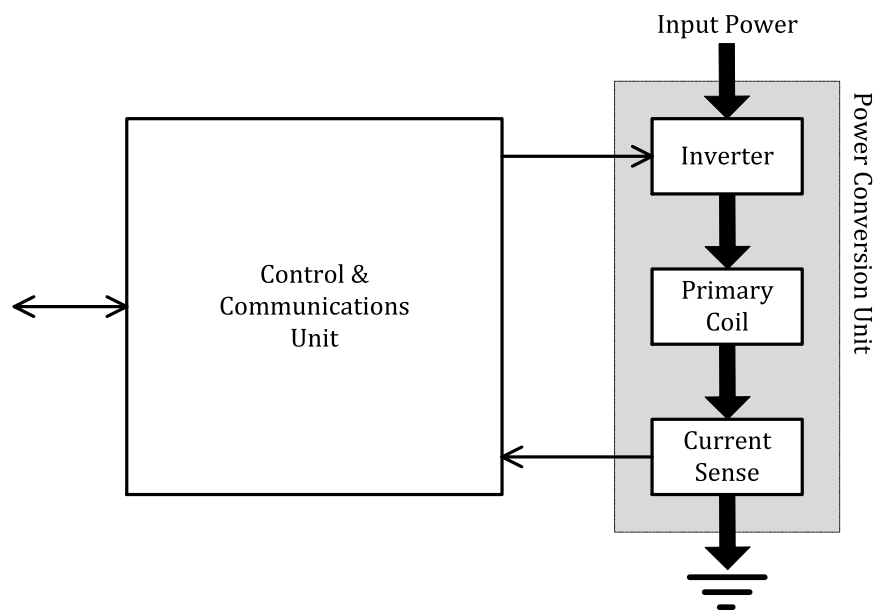 Input Power
Inverter
Control &
Communications
Unit
Primary
Coil
Current
Sense
Power Conversion Unit